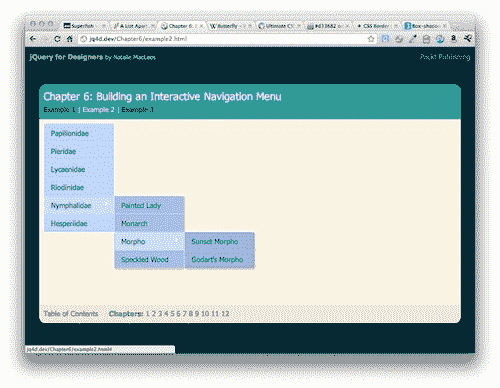 Superfish
A List Apart
Chapter 6:
Butterfly -
Ultimate CS
#d33682
CSS Border
Box-shadow
jq4d.dev/Chapter6/example2.html
jQuery for Designers by Natalie MacLees
Packt Publishing
Chapter 6: Building an Interactive Navigation Menu
Example 1 | Example 2 | Example 3
Papilionidae
Pieridae
Lycaenidae
Riodinidae
Nymphalidae
Painted Lady
Hesperiidae
Monarch
Morpho
Sunset Morpho
Speckled Wood
Godart's Morpho
Table of Contents
Chapters: 1 2 3 4 5 6 7 8 9 10 11 12
jq4d.dev/Chapter6/example2.html#